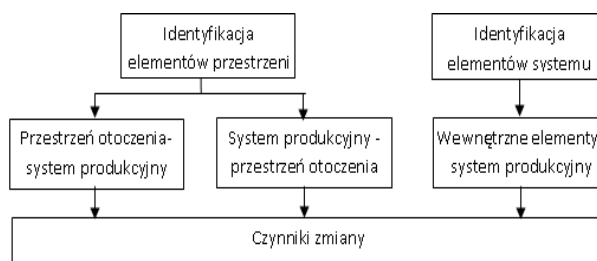 Identyfikacja
elementów przestrzeni
Identyfikacja
elementów systemu
Przestrzeń otoczenia-
system produkcyjny
System produkcyjny -
przestrzeń otoczenia
Wewnętrzne elementy
system produkcyjny
Czynniki zmiany